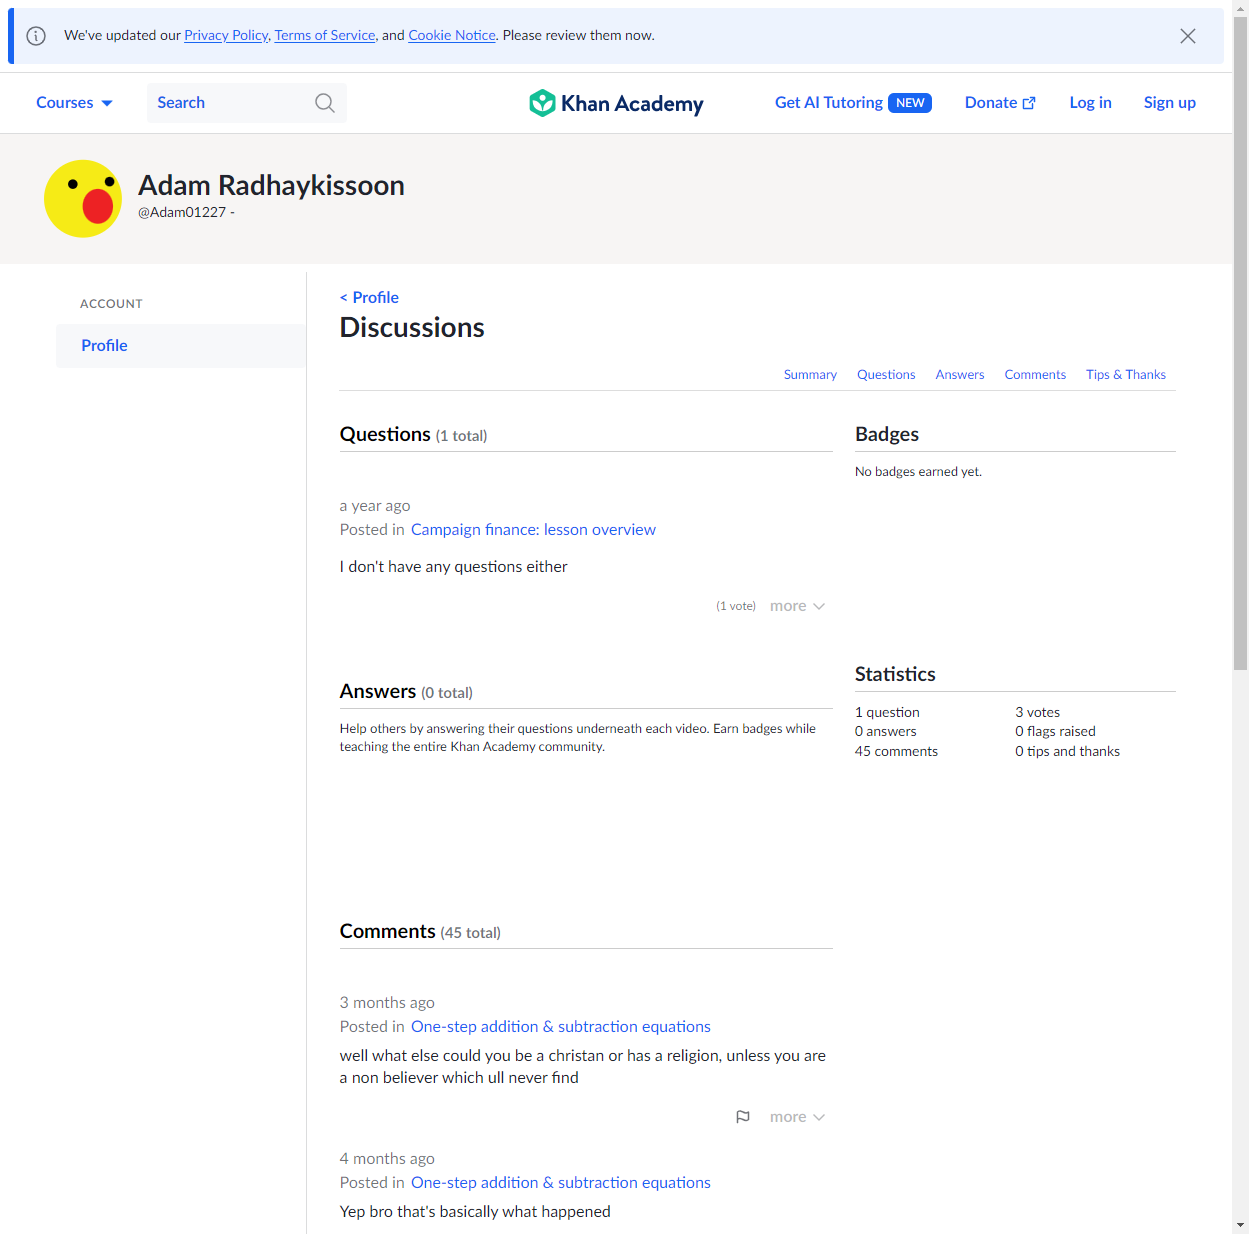 We've updated our Privacy Policy, Terms of Service, and Cookie Notice. Please review them now.
Courses
Search
Khan Academy
Get AI Tutoring NEW
Donate
Log in
Sign up
Adam Radhaykissoon
@Adam01227 -
ACCOUNT
Profile
< Profile
Discussions
Summary Questions Answers Comments Tips & Thanks
Questions (1 total)
a year ago
Posted in Campaign finance: lesson overview
I don't have any questions either
(1 vote) more
Badges
No badges earned yet.
Answers (0 total)
Help others by answering their questions underneath each video. Earn badges while
teaching the entire Khan Academy community.
Statistics
1 question 3 votes
0 answers 0 flags raised
45 comments 0 tips and thanks
Comments (45 total)
3 months ago
Posted in One-step addition & subtraction equations
well what else could you be a christan or has a religion, unless you are
a non believer which ull never find
more
4 months ago
Posted in One-step addition & subtraction equations
Yep bro that's basically what happened